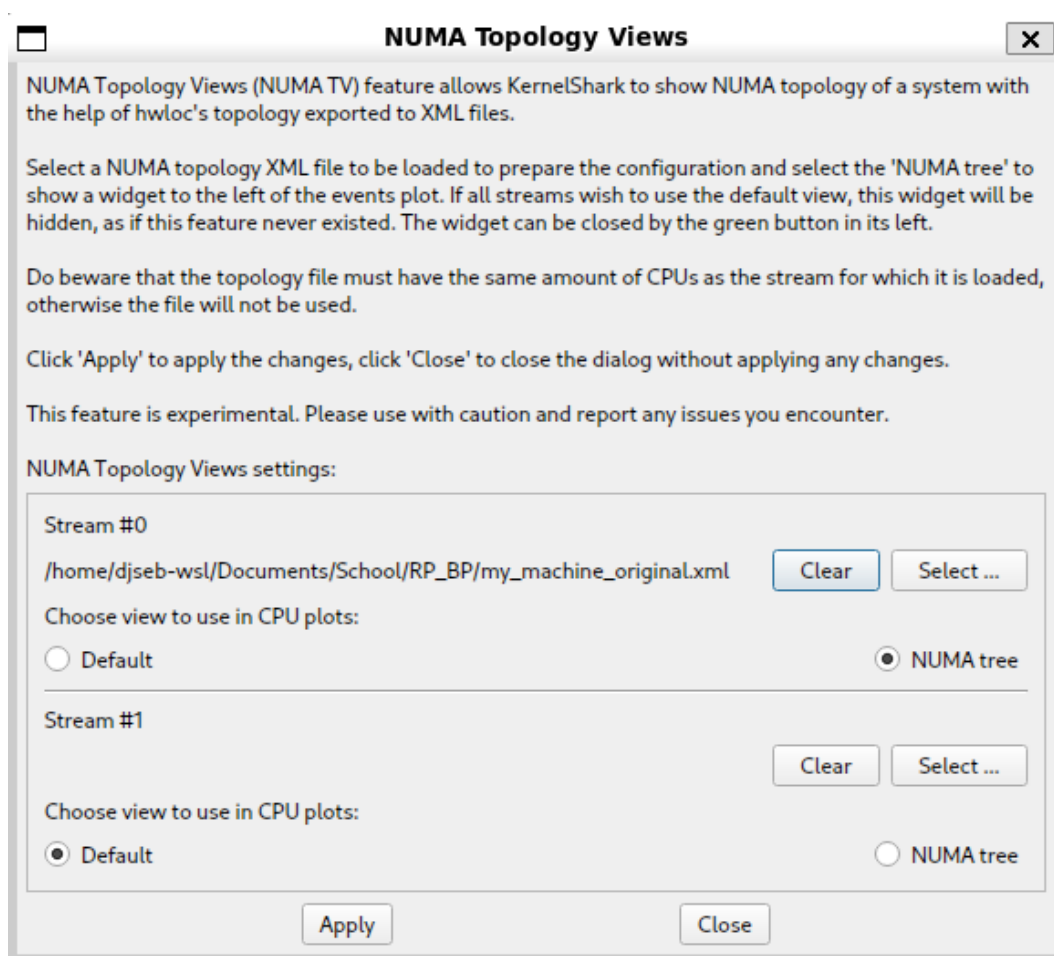 NUMA Topology Views
NUMA Topology Views (NUMA TV) feature allows KernelShark to show NUMA topology of a system with
the help of hwloc's topology exported to XML files.
Select a NUMA topology XML file to be loaded to prepare the configuration and select the 'NUMA tree' to
show a widget to the left of the events plot. If all streams wish to use the default view, this widget will be
hidden, as if this feature never existed. The widget can be closed by the green button in its left.
Do beware that the topology file must have the same amount of CPUs as the stream for which it is loaded,
otherwise the file will not be used.
Click 'Apply' to apply the changes, click 'Close' to close the dialog without applying any changes.
This feature is experimental. Please use with caution and report any issues you encounter.
NUMA Topology Views settings:
Stream #0
/home/djseb-wsl/Documents/School/RP_BP/my_machine_original.xml Clear Select ...
Choose view to use in CPU plots:
Default NUMA tree
Stream #1
Clear Select ...
Choose view to use in CPU plots:
Default NUMA tree
Apply Close